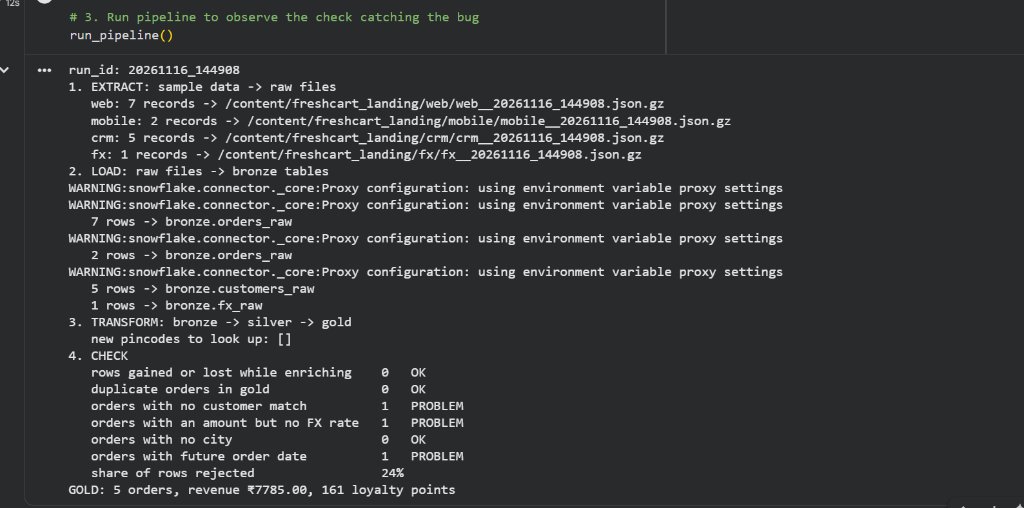 12s
# 3. Run pipeline to observe the check catching the bug
run_pipeline()
run_id: 20261116_144908
1. EXTRACT: sample data -> raw files
web: 7 records -> /content/freshcart_landing/web/web__20261116_144908.json.gz
mobile: 2 records -> /content/freshcart_landing/mobile/mobile__20261116_144908.json.gz
crm: 5 records -> /content/freshcart_landing/crm/crm__20261116_144908.json.gz
fx: 1 records -> /content/freshcart_landing/fx/fx__20261116_144908.json.gz
2. LOAD: raw files -> bronze tables
WARNING:snowflake.connector._core:Proxy configuration: using environment variable proxy settings
WARNING:snowflake.connector._core:Proxy configuration: using environment variable proxy settings
7 rows -> bronze.orders_raw
WARNING:snowflake.connector._core:Proxy configuration: using environment variable proxy settings
2 rows -> bronze.orders_raw
WARNING:snowflake.connector._core:Proxy configuration: using environment variable proxy settings
5 rows -> bronze.customers_raw
1 rows -> bronze.fx_raw
3. TRANSFORM: bronze -> silver -> gold
new pincodes to look up: []
4. CHECK
rows gained or lost while enriching 0 OK
duplicate orders in gold 0 OK
orders with no customer match 1 PROBLEM
orders with an amount but no FX rate 1 PROBLEM
orders with no city 0 OK
orders with future order date 1 PROBLEM
share of rows rejected 24%
GOLD: 5 orders, revenue ₹7785.00, 161 loyalty points